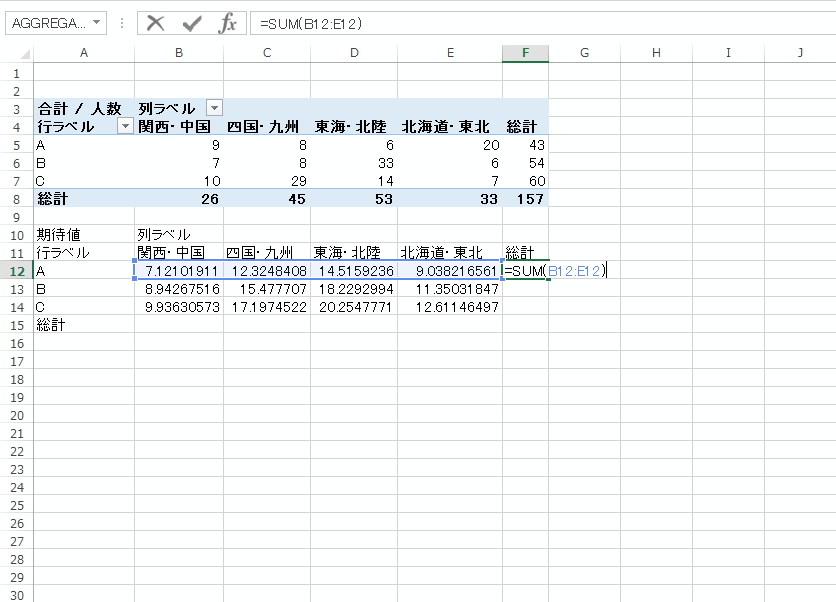 AGGREGA... fx =SUM(B12:E12)
A B C D E F G H I J
1
2
3 合計 / 人数 列ラベル
4 行ラベル 関西・中国 四国・九州 東海・北陸 北海道・東北 総計
5 A 9 8 6 20 43
6 B 7 8 33 6 54
7 C 10 29 14 7 60
8 総計 26 45 53 33 157
9
10 期待値 列ラベル
11 行ラベル 関西・中国 四国・九州 東海・北陸 北海道・東北 総計
12 A 7.12101911 12.3248408 14.5159236 9.038216561 =SUM(B12:E12)
13 B 8.94267516 15.477707 18.2292994 11.35031847
14 C 9.93630573 17.1974522 20.2547771 12.61146497
15 総計
16
17
18
19
20
21
22
23
24
25
26
27
28
29
30